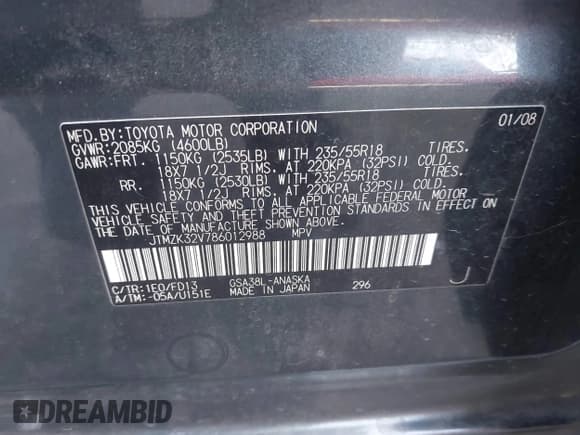 MFD.BY:TOYOTA MOTOR CORPORATION 01/08
GVWR:2085KG (4600LB)
GAWR:FRT. 1150KG (2535LB) WITH 235/55R18 TIRES.
18X7 1/2J RIMS. AT 220KPA (32PSI) COLD.
RR. 1150KG (2530LB) WITH 235/55R18 TIRES.
18X7 1/2J RIMS. AT 220KPA (32PSI) COLD.
THIS VEHICLE CONFORMS TO ALL APPLICABLE FEDERAL MOTOR
VEHICLE SAFETY AND THEFT PREVENTION STANDARDS IN EFFECT
ON THE DATE OF MANUFACTURE SHOWN ABOVE.
JTMZK32V786012988 MPV
C/TR:1E0/FD13 GSA38L-ANASKA J
A/TM:-05A/U151E MADE IN JAPAN 296
DREAMBID